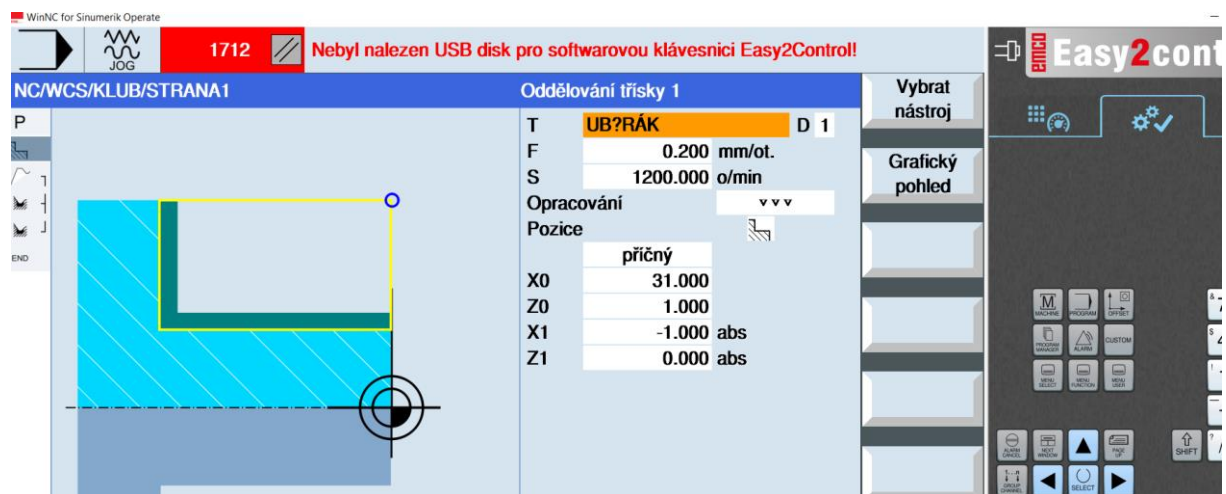 WinNC for Sinumerik Operate
JOG
1712 Nebyl nalezen USB disk pro softwarovou klávesnici Easy2Control!
NC/WCS/KLUB/STRANA1
Oddělování třísky 1
P
END
T UB?RÁK D 1
F 0.200 mm/ot.
S 1200.000 o/min
Opracování
Pozice
příčný
X0 31.000
Z0 1.000
X1 -1.000 abs
Z1 0.000 abs
Vybrat
nástroj
Grafický
pohled
emco Easy2cont
MACHINE PROGRAM OFFSET
PROGRAM MANAGER ALARM CUSTOM
MENU SELECT MENU FUNCTION MENU USER
ALARM CANCEL NEXT WINDOW PAGE UP SHIFT
GROUP CHANNEL SELECT